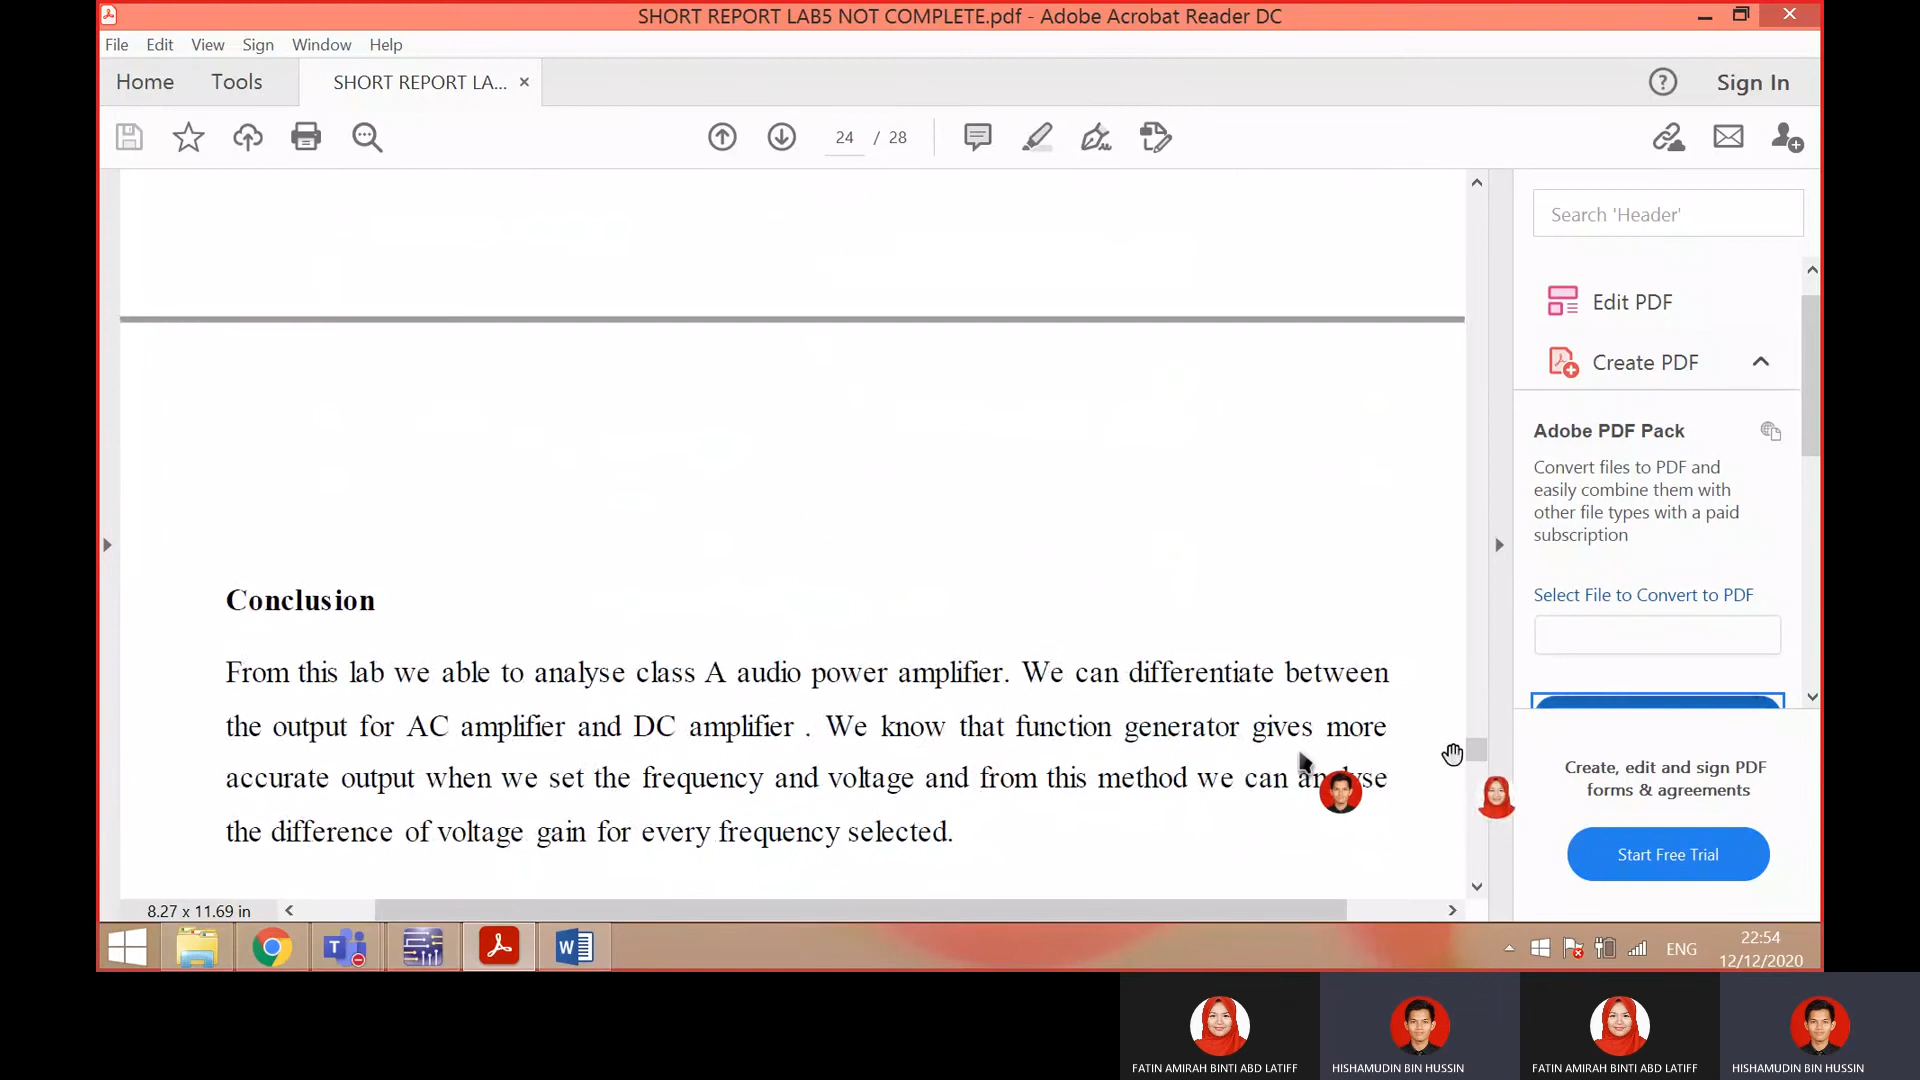 SHORT REPORT LAB5 NOT COMPLETE.pdf - Adobe Acrobat Reader DC
File Edit View Sign Window Help
Home Tools SHORT REPORT LA... Sign In
24 / 28
Search 'Header'
Edit PDF
Create PDF
Adobe PDF Pack
Convert files to PDF and
easily combine them with
other file types with a paid
subscription
Select File to Convert to PDF
Create, edit and sign PDF
forms & agreements
Start Free Trial
Conclusion
From this lab we able to analyse class A audio power amplifier. We can differentiate between
the output for AC amplifier and DC amplifier . We know that function generator gives more
accurate output when we set the frequency and voltage and from this method we can analyse
the difference of voltage gain for every frequency selected.
8.27 x 11.69 in
ENG
22:54
12/12/2020
FATIN AMIRAH BINTI ABD LATIFF
HISHAMUDIN BIN HUSSIN
FATIN AMIRAH BINTI ABD LATIFF
HISHAMUDIN BIN HUSSIN